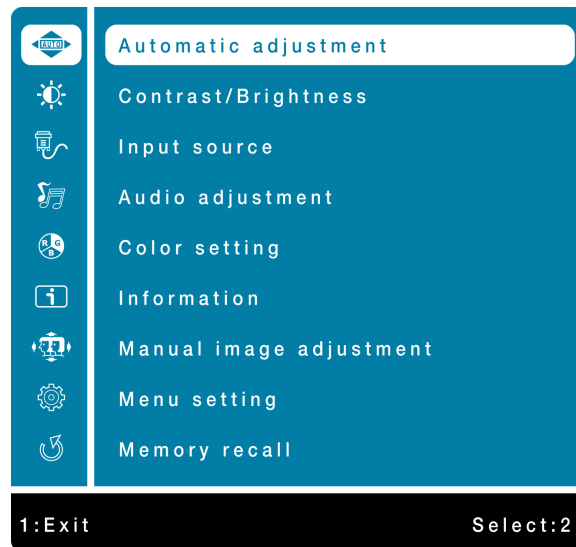 AUTO Automatic adjustment
Contrast/Brightness
Input source
Audio adjustment
R G B Color setting
i Information
Manual image adjustment
Menu setting
Memory recall
1:Exit Select:2